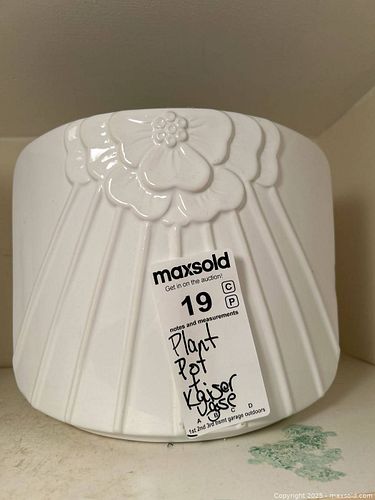 maxsold
Get in on the auction!
19
C
P
notes and measurements
Plant
Pot
Kaiser
Vase
A B C D
1st 2nd 3rd bsmt garage outdoors
Copyright 2025 - maxsold.com